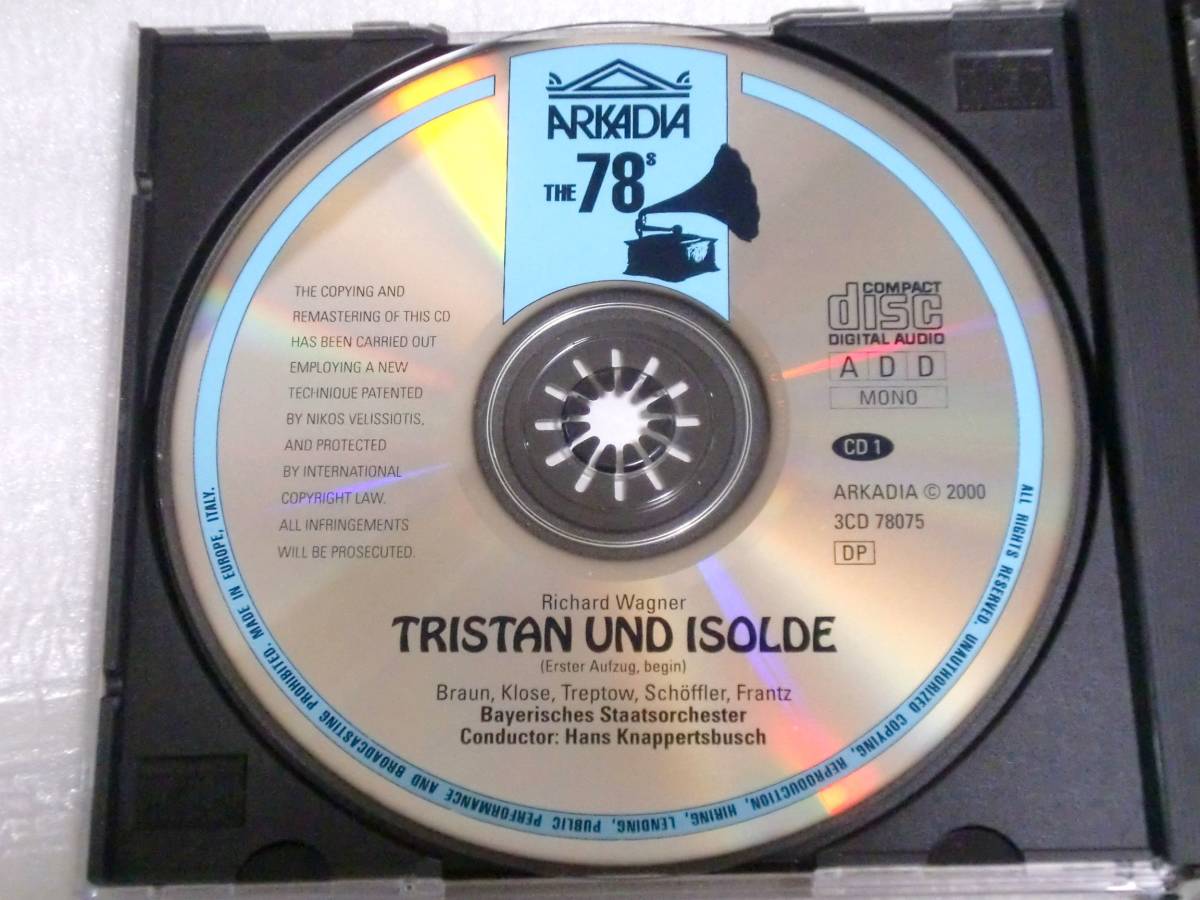 ARKADIA
THE 78s
THE COPYING AND
REMASTERING OF THIS CD
HAS BEEN CARRIED OUT
EMPLOYING A NEW
TECHNIQUE PATENTED
BY NIKOS VELISSIOTIS,
AND PROTECTED
BY INTERNATIONAL
COPYRIGHT LAW.
ALL INFRINGEMENTS
WILL BE PROSECUTED.
COMPACT
disc
DIGITAL AUDIO
A D D
MONO
CD 1
ARKADIA © 2000
3CD 78075
DP
Richard Wagner
TRISTAN UND ISOLDE
(Erster Aufzug, begin)
Braun, Klose, Treptow, Schöffler, Frantz
Bayerisches Staatsorchester
Conductor: Hans Knappertsbusch
ALL RIGHTS RESERVED. UNAUTHORIZED COPYING, REPRODUCTION, HIRING, LENDING, PUBLIC PERFORMANCE AND BROADCASTING PROHIBITED. MADE IN EUROPE, ITALY.